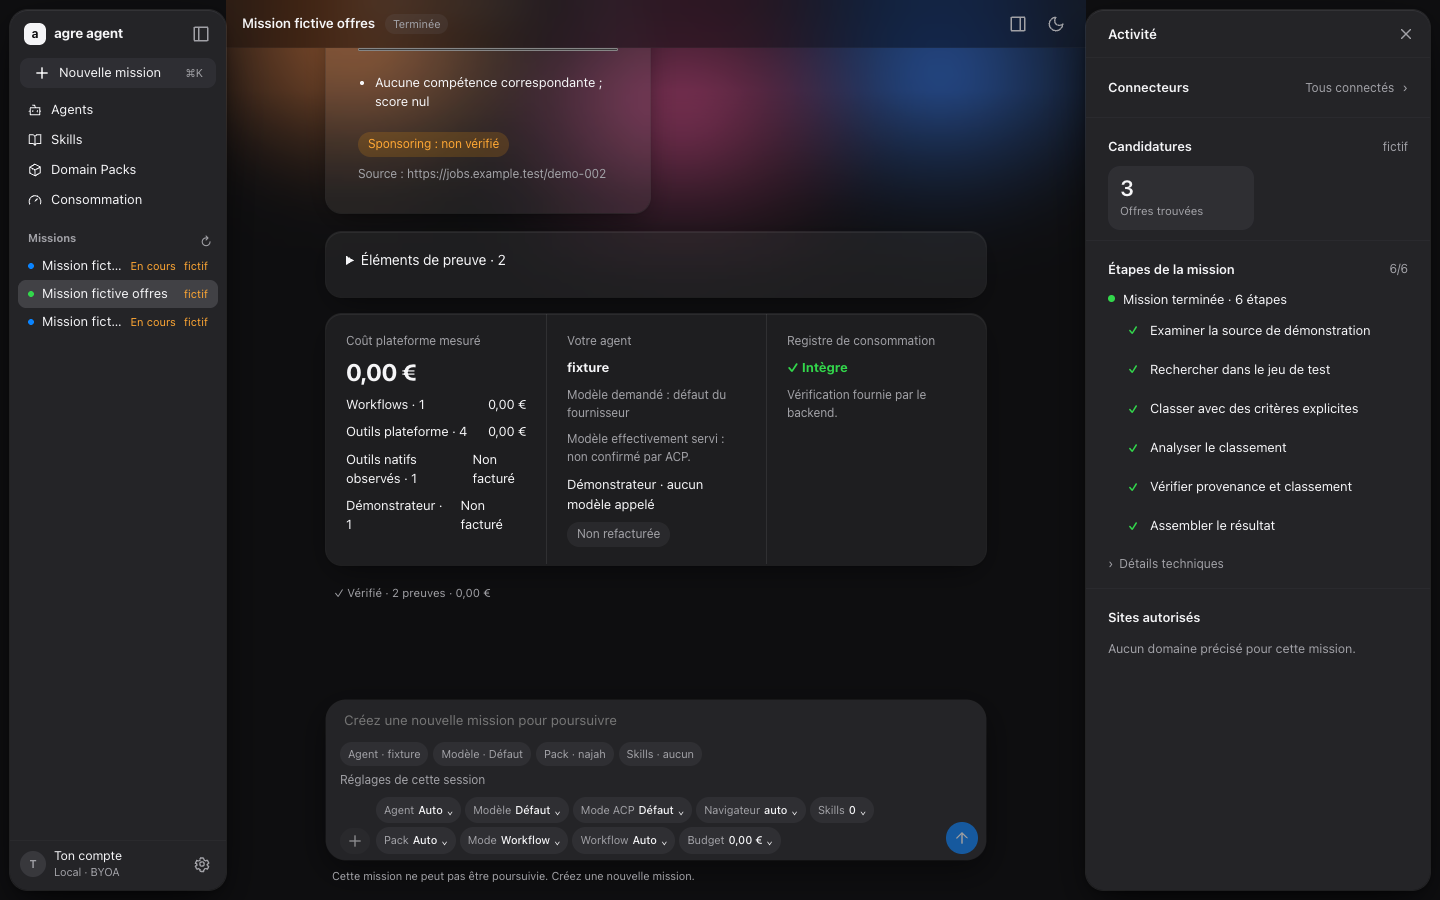 a agre agent
Nouvelle mission ⌘K
Agents
Skills
Domain Packs
Consommation
Missions
Mission fict... En cours fictif
Mission fictive offres fictif
Mission fict... En cours fictif
T Ton compte
Local · BYOA
Mission fictive offres Terminée
• Aucune compétence correspondante ;
score nul
Sponsoring : non vérifié
Source : https://jobs.example.test/demo-002
▶ Éléments de preuve · 2
Coût plateforme mesuré
0,00 €
Workflows · 1 0,00 €
Outils plateforme · 4 0,00 €
Outils natifs Non
observés · 1 facturé
Démonstrateur · Non
1 facturé
Votre agent
fixture
Modèle demandé : défaut du
fournisseur
Modèle effectivement servi :
non confirmé par ACP.
Démonstrateur · aucun
modèle appelé
Non refacturée
Registre de consommation
✓ Intègre
Vérification fournie par le
backend.
✓ Vérifié · 2 preuves · 0,00 €
Créez une nouvelle mission pour poursuivre
Agent · fixture Modèle · Défaut Pack · najah Skills · aucun
Réglages de cette session
Agent Auto Modèle Défaut Mode ACP Défaut Navigateur auto Skills 0
Pack Auto Mode Workflow Workflow Auto Budget 0,00 €
Cette mission ne peut pas être poursuivie. Créez une nouvelle mission.
Activité
Connecteurs Tous connectés ›
Candidatures fictif
3
Offres trouvées
Étapes de la mission 6/6
Mission terminée · 6 étapes
✓ Examiner la source de démonstration
✓ Rechercher dans le jeu de test
✓ Classer avec des critères explicites
✓ Analyser le classement
✓ Vérifier provenance et classement
✓ Assembler le résultat
› Détails techniques
Sites autorisés
Aucun domaine précisé pour cette mission.